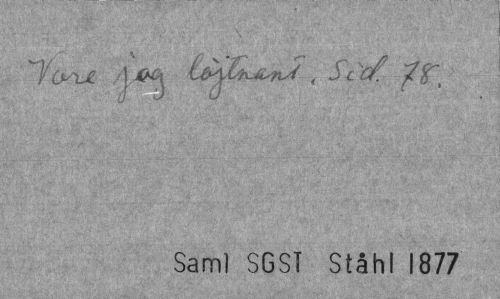 Vore jag löjtnant. Sid. 78.
Saml SGST Ståhl 1877